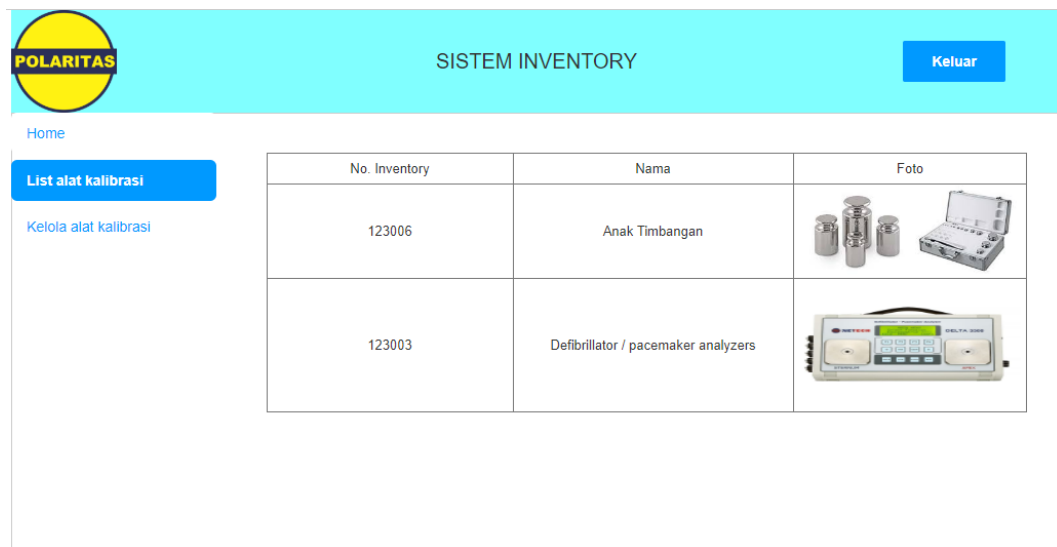 POLARITAS
SISTEM INVENTORY
Keluar
Home
List alat kalibrasi
Kelola alat kalibrasi
No. Inventory
Nama
Foto
123006
Anak Timbangan
123003
Defibrillator / pacemaker analyzers
NETECH